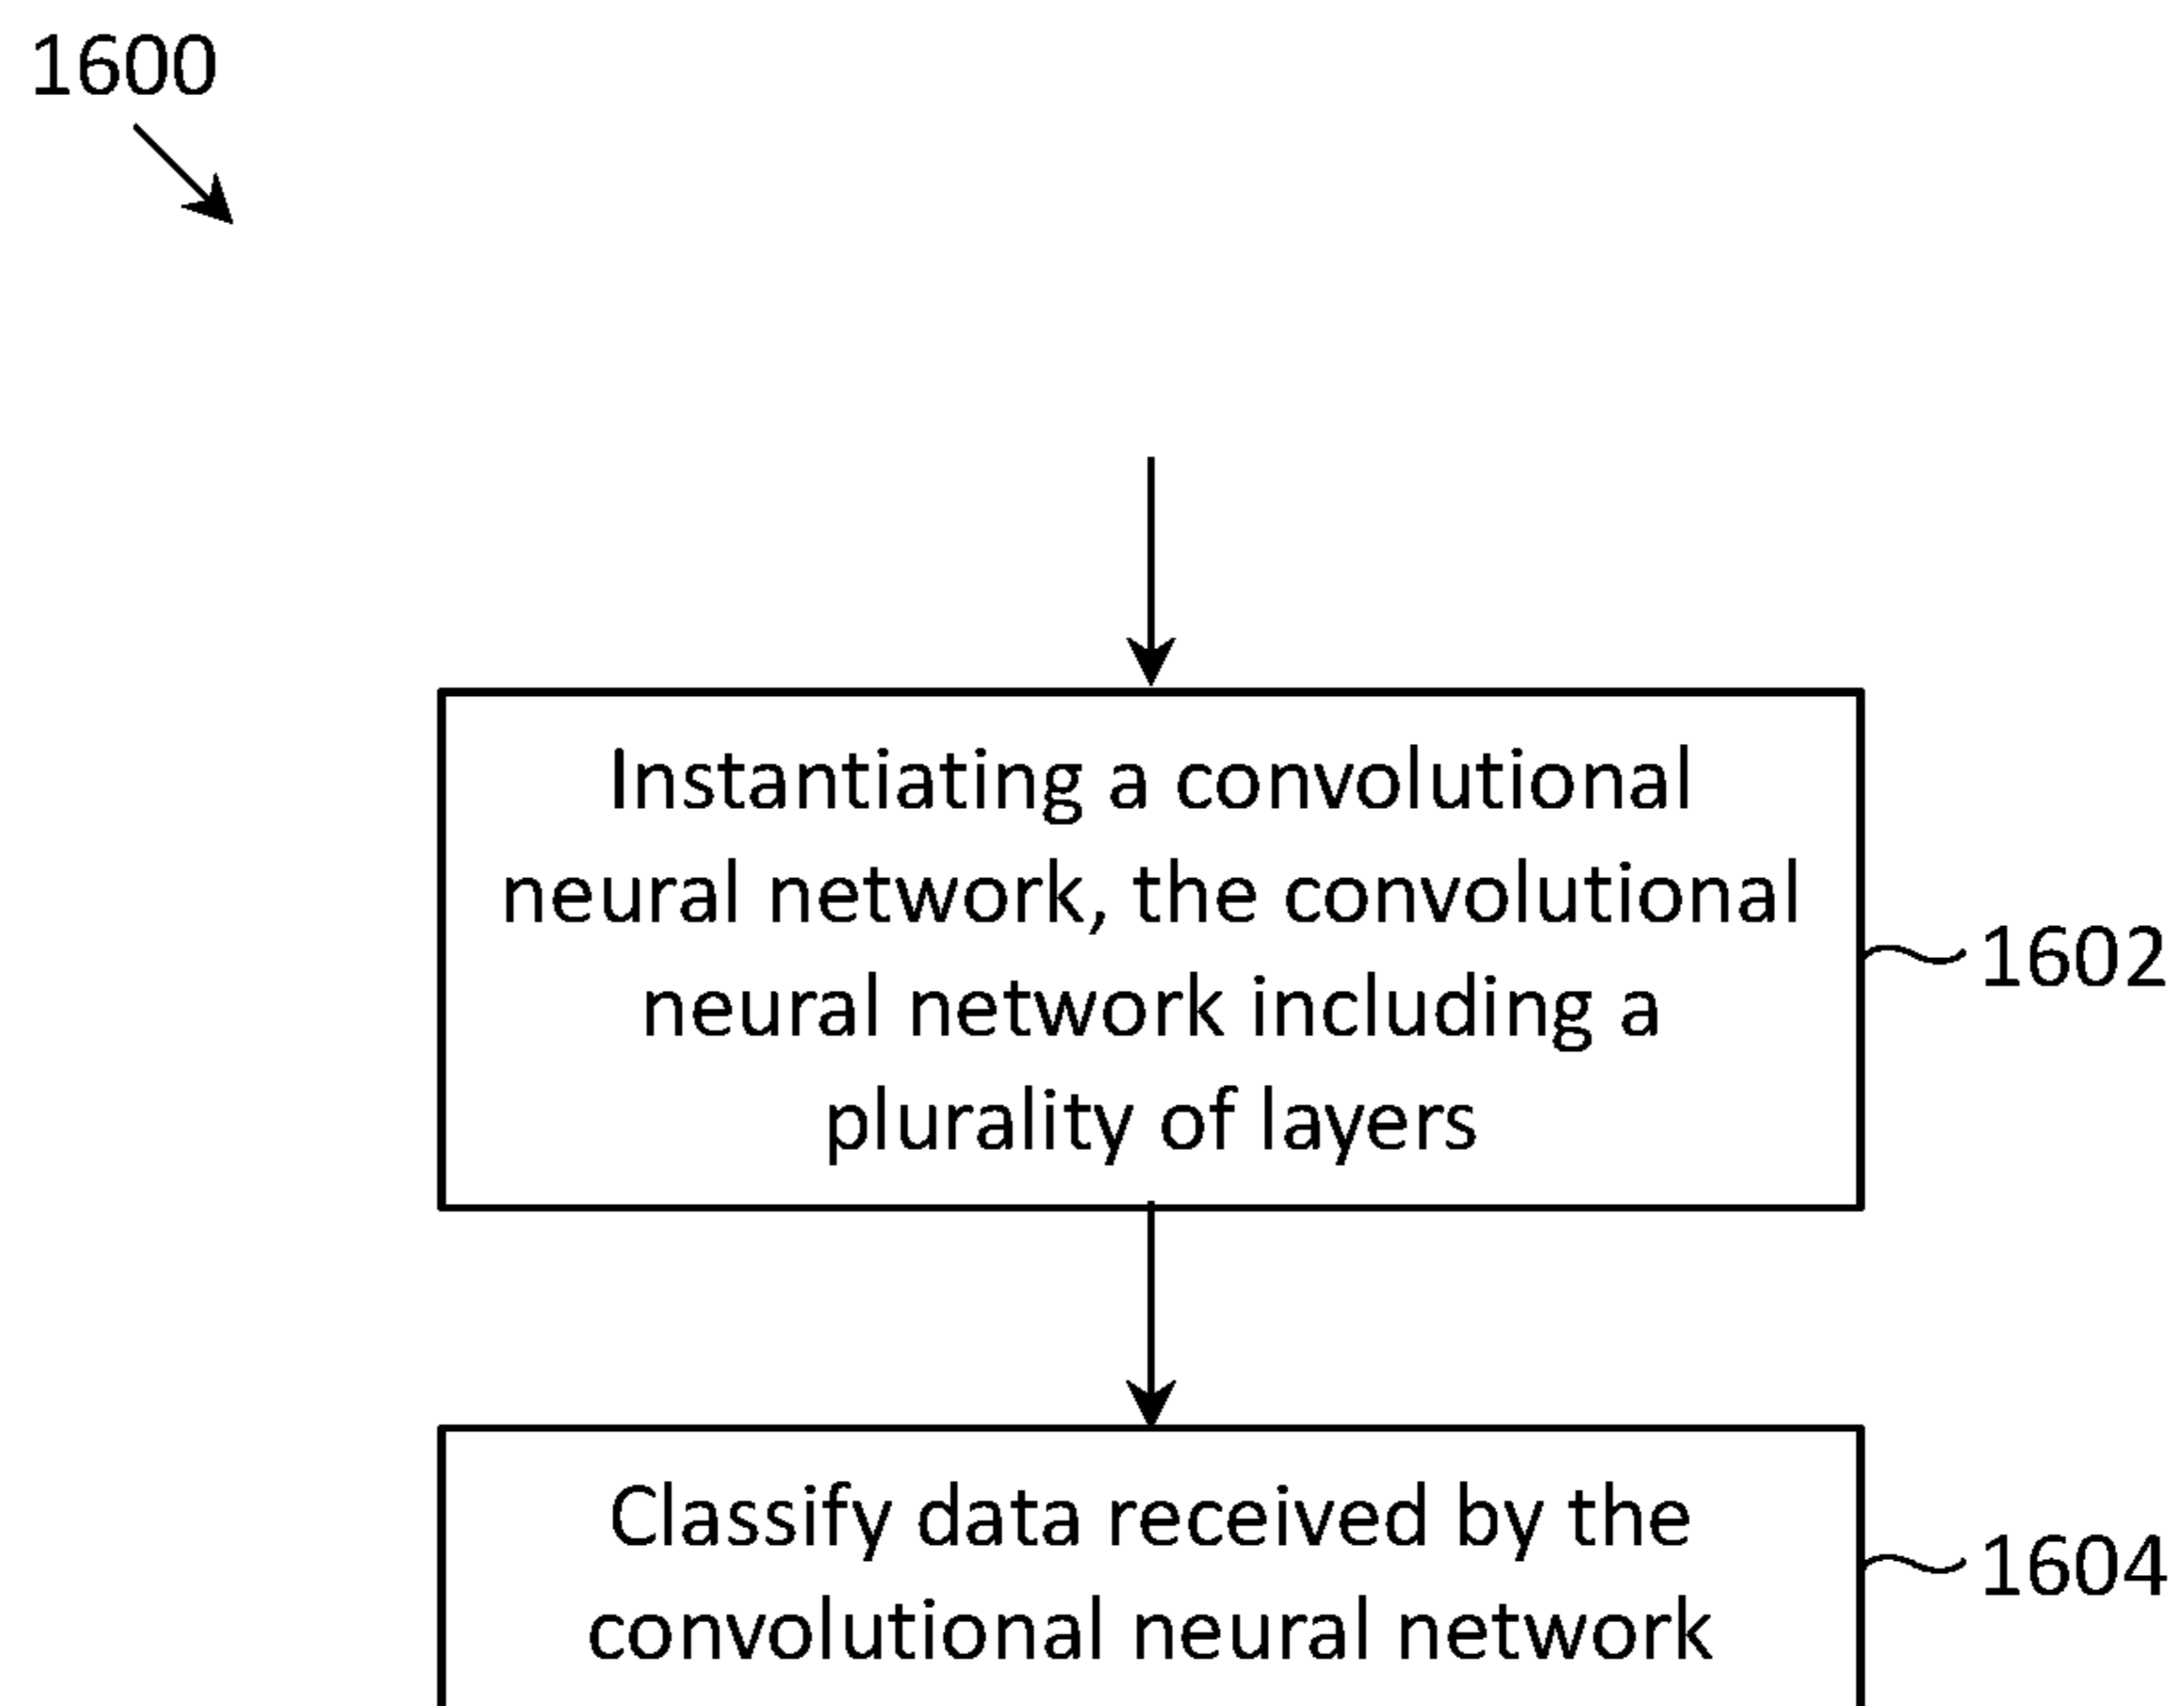 1600
Instantiating a convolutional
neural network, the convolutional
neural network including a
plurality of layers
1602
Classify data received by the
convolutional neural network
1604